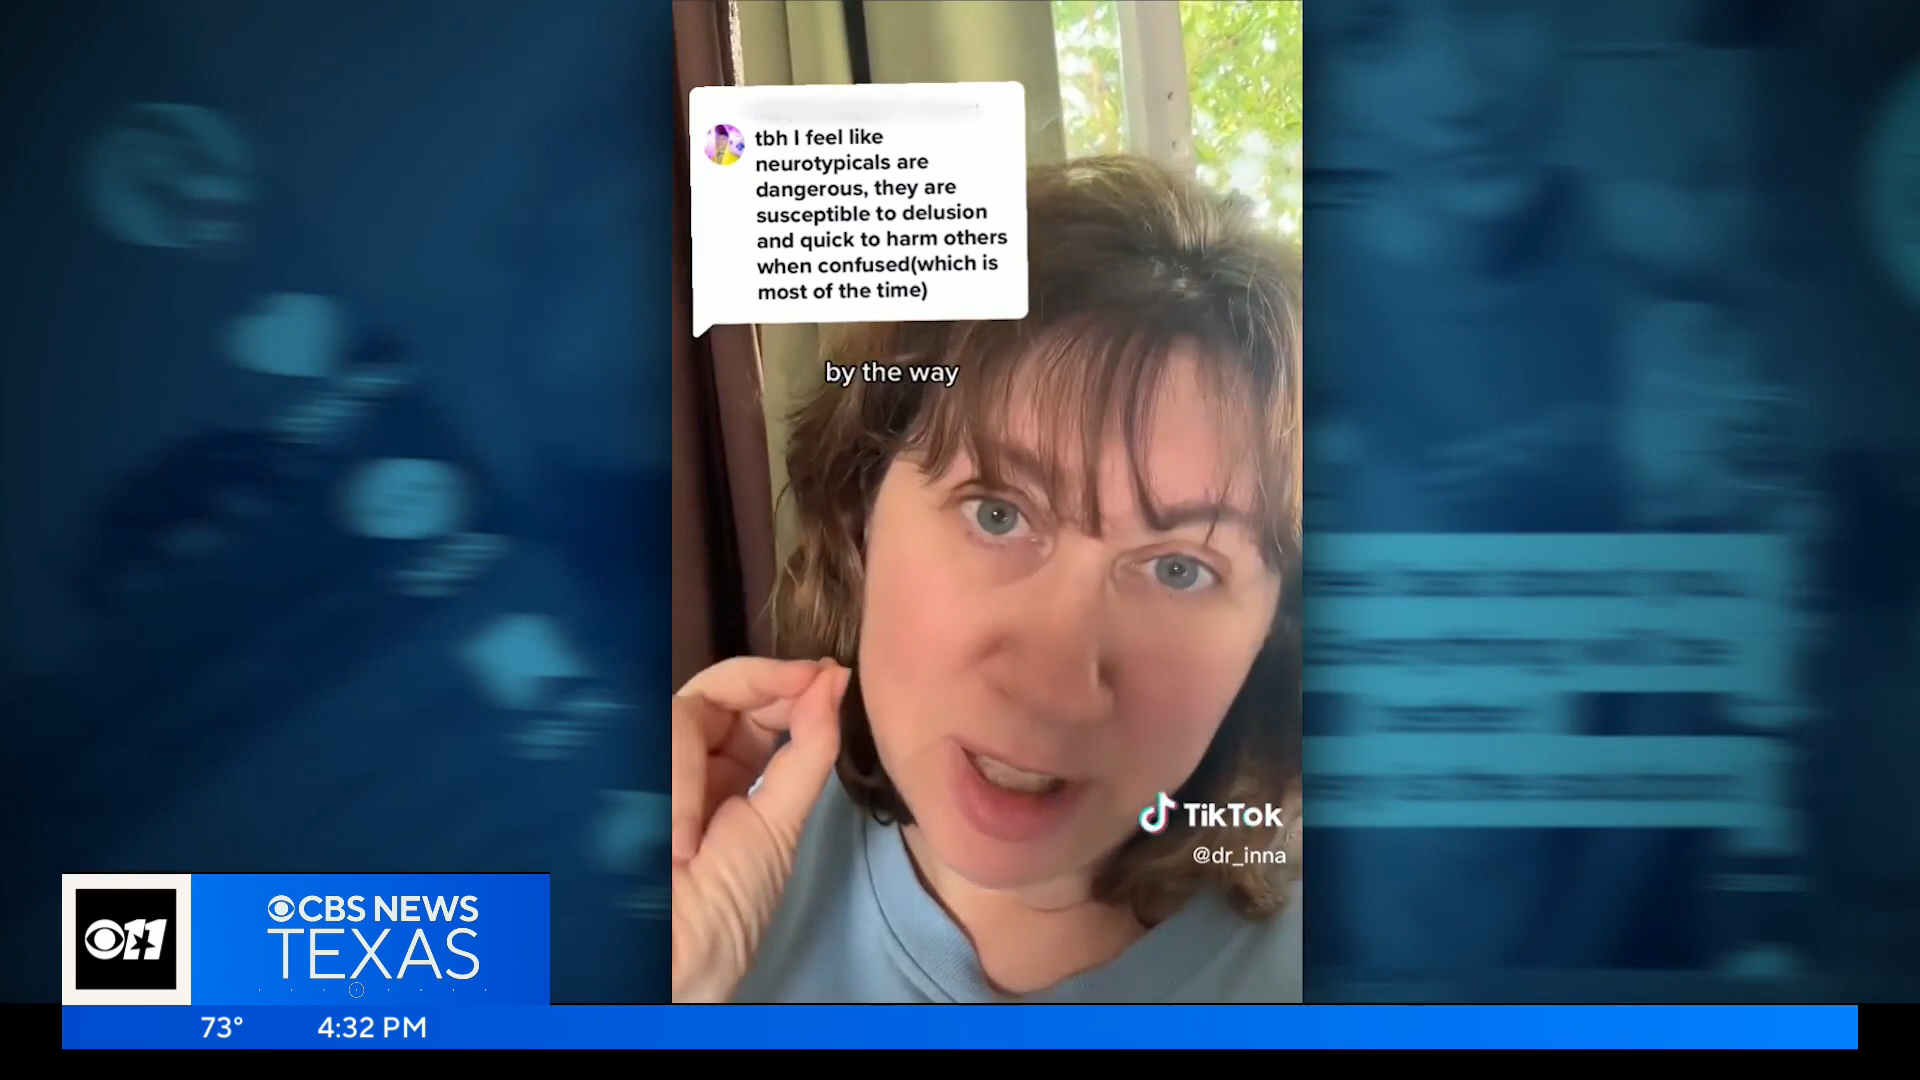 tbh I feel like
neurotypicals are
dangerous, they are
susceptible to delusion
and quick to harm others
when confused(which is
most of the time)
by the way
TikTok
@dr_inna
11
CBS NEWS
TEXAS
73° 4:32 PM